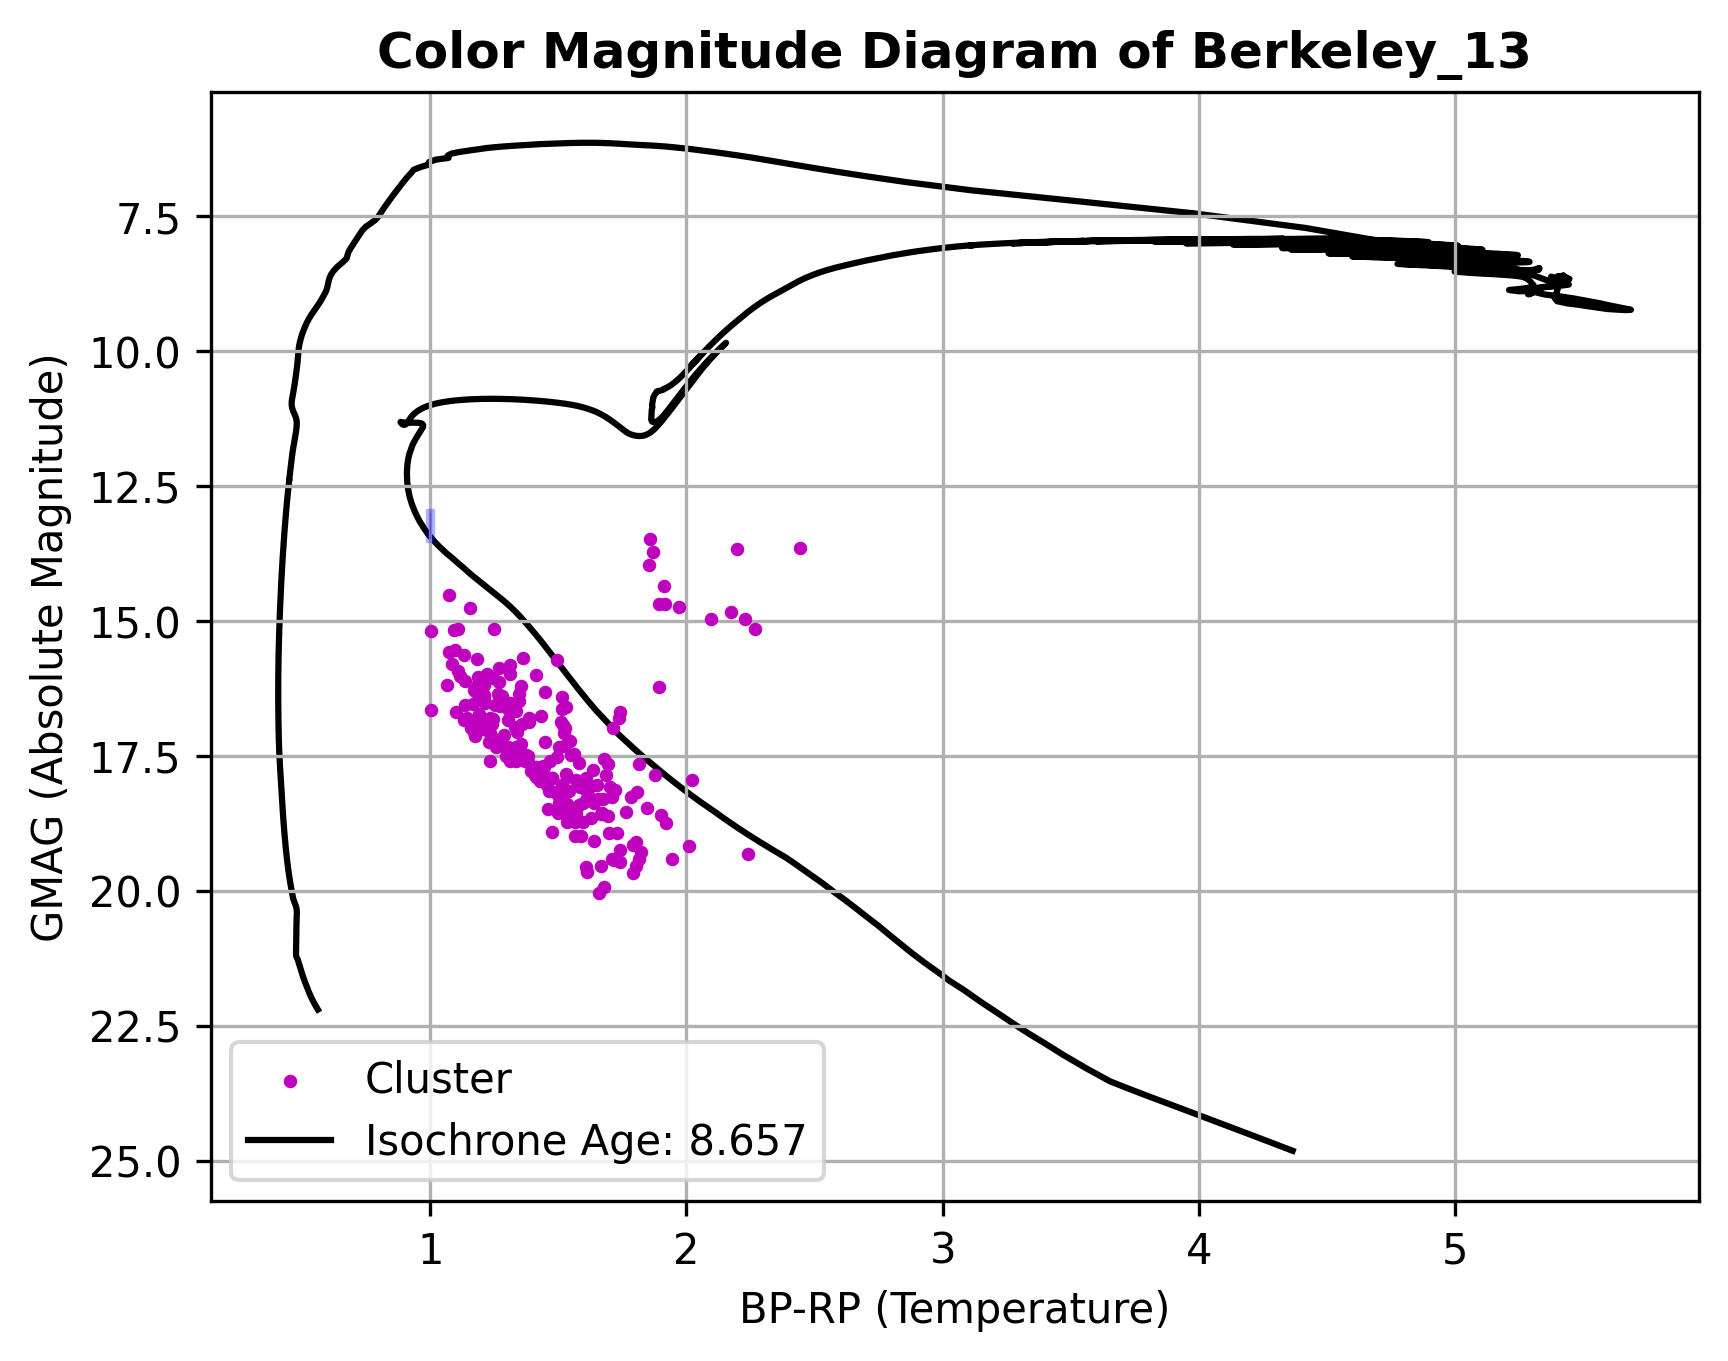 Color Magnitude Diagram of Berkeley_13
GMAG (Absolute Magnitude)
7.5
10.0
12.5
15.0
17.5
20.0
22.5
25.0
Cluster
Isochrone Age: 8.657
1 2 3 4 5
BP-RP (Temperature)